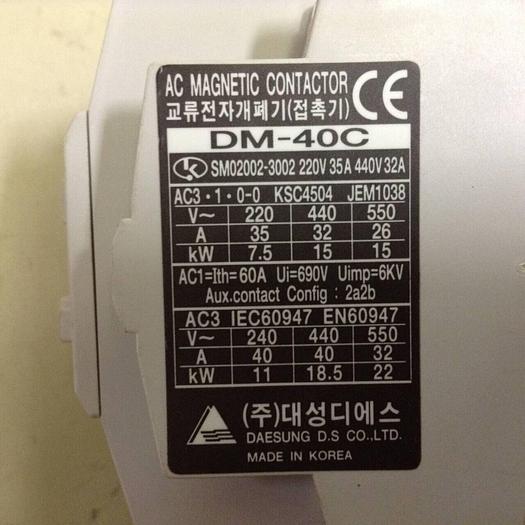 AC MAGNETIC CONTACTOR CE
교류전자개폐기(접촉기)
DM-40C
SM02002-3002 220V 35A 440V 32A
AC3·1·0-0 KSC4504 JEM1038
V~ 220 440 550
A 35 32 26
kW 7.5 15 15
AC1=Ith=60A Ui=690V Uimp=6KV
Aux.contact Config : 2a2b
AC3 IEC60947 EN60947
V~ 240 440 550
A 40 40 32
kW 11 18.5 22
(주)대성디에스
DAESUNG D.S CO.,LTD.
MADE IN KOREA